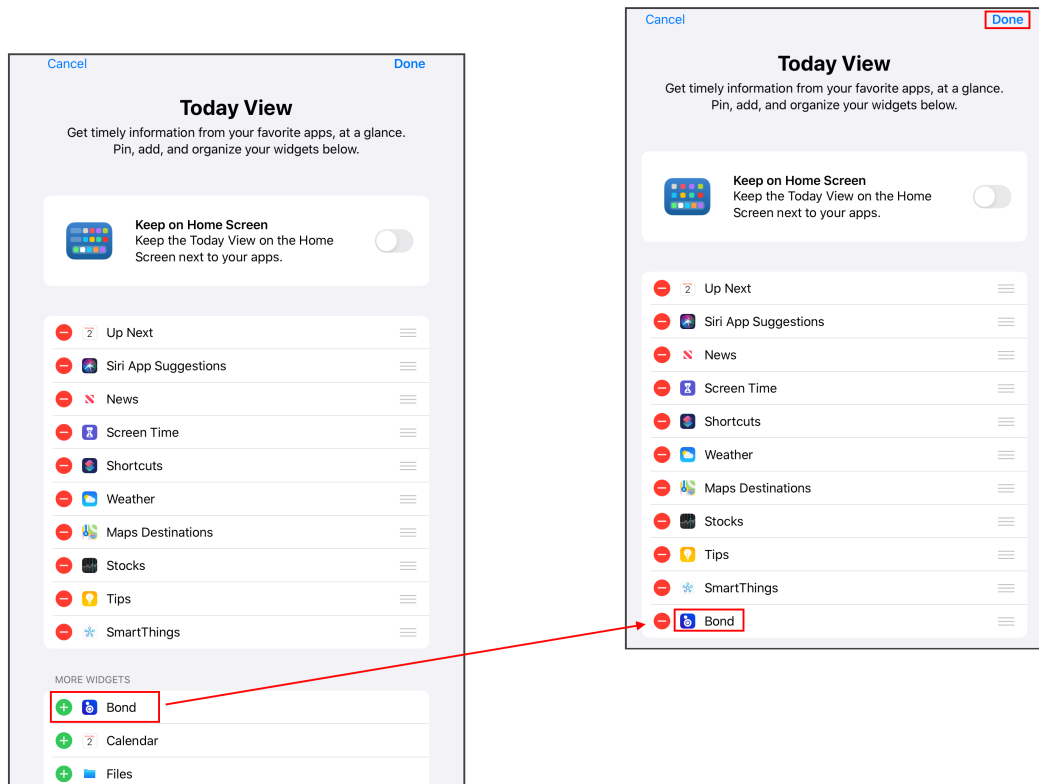 Cancel Done
Today View
Get timely information from your favorite apps, at a glance.
Pin, add, and organize your widgets below.
Keep on Home Screen
Keep the Today View on the Home
Screen next to your apps.
2 Up Next
Siri App Suggestions
News
Screen Time
Shortcuts
Weather
Maps Destinations
Stocks
Tips
SmartThings
MORE WIDGETS
Bond
2 Calendar
Files
Cancel Done
Today View
Get timely information from your favorite apps, at a glance.
Pin, add, and organize your widgets below.
Keep on Home Screen
Keep the Today View on the Home
Screen next to your apps.
2 Up Next
Siri App Suggestions
News
Screen Time
Shortcuts
Weather
Maps Destinations
Stocks
Tips
SmartThings
Bond